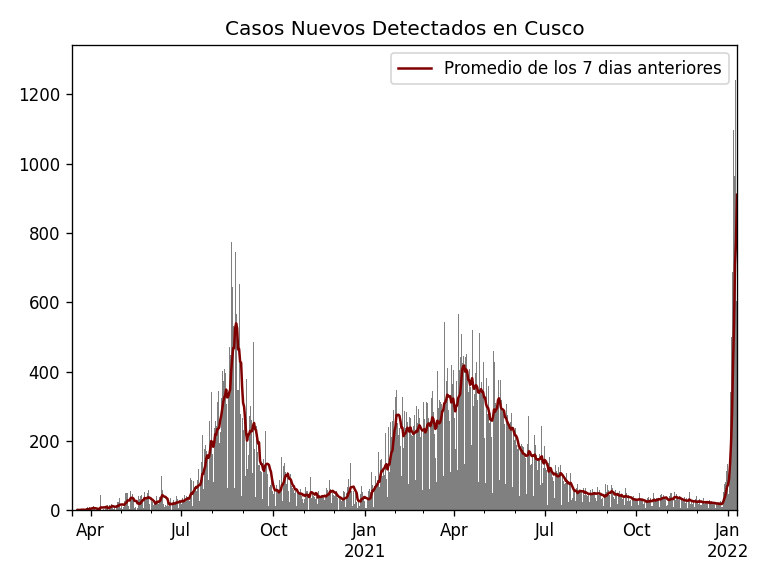 Casos Nuevos Detectados en Cusco
Promedio de los 7 dias anteriores
1200
1000
800
600
400
200
0
Apr Jul Oct Jan Apr Jul Oct Jan
2021 2022